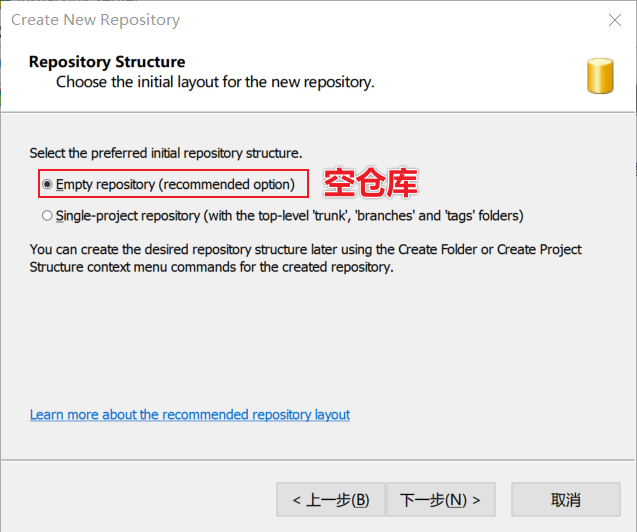 Create New Repository
Repository Structure
Choose the initial layout for the new repository.
Select the preferred initial repository structure.
Empty repository (recommended option)
空仓库
Single-project repository (with the top-level 'trunk', 'branches' and 'tags' folders)
You can create the desired repository structure later using the Create Folder or Create Project
Structure context menu commands for the created repository.
Learn more about the recommended repository layout
< 上一步(B)
下一步(N) >
取消